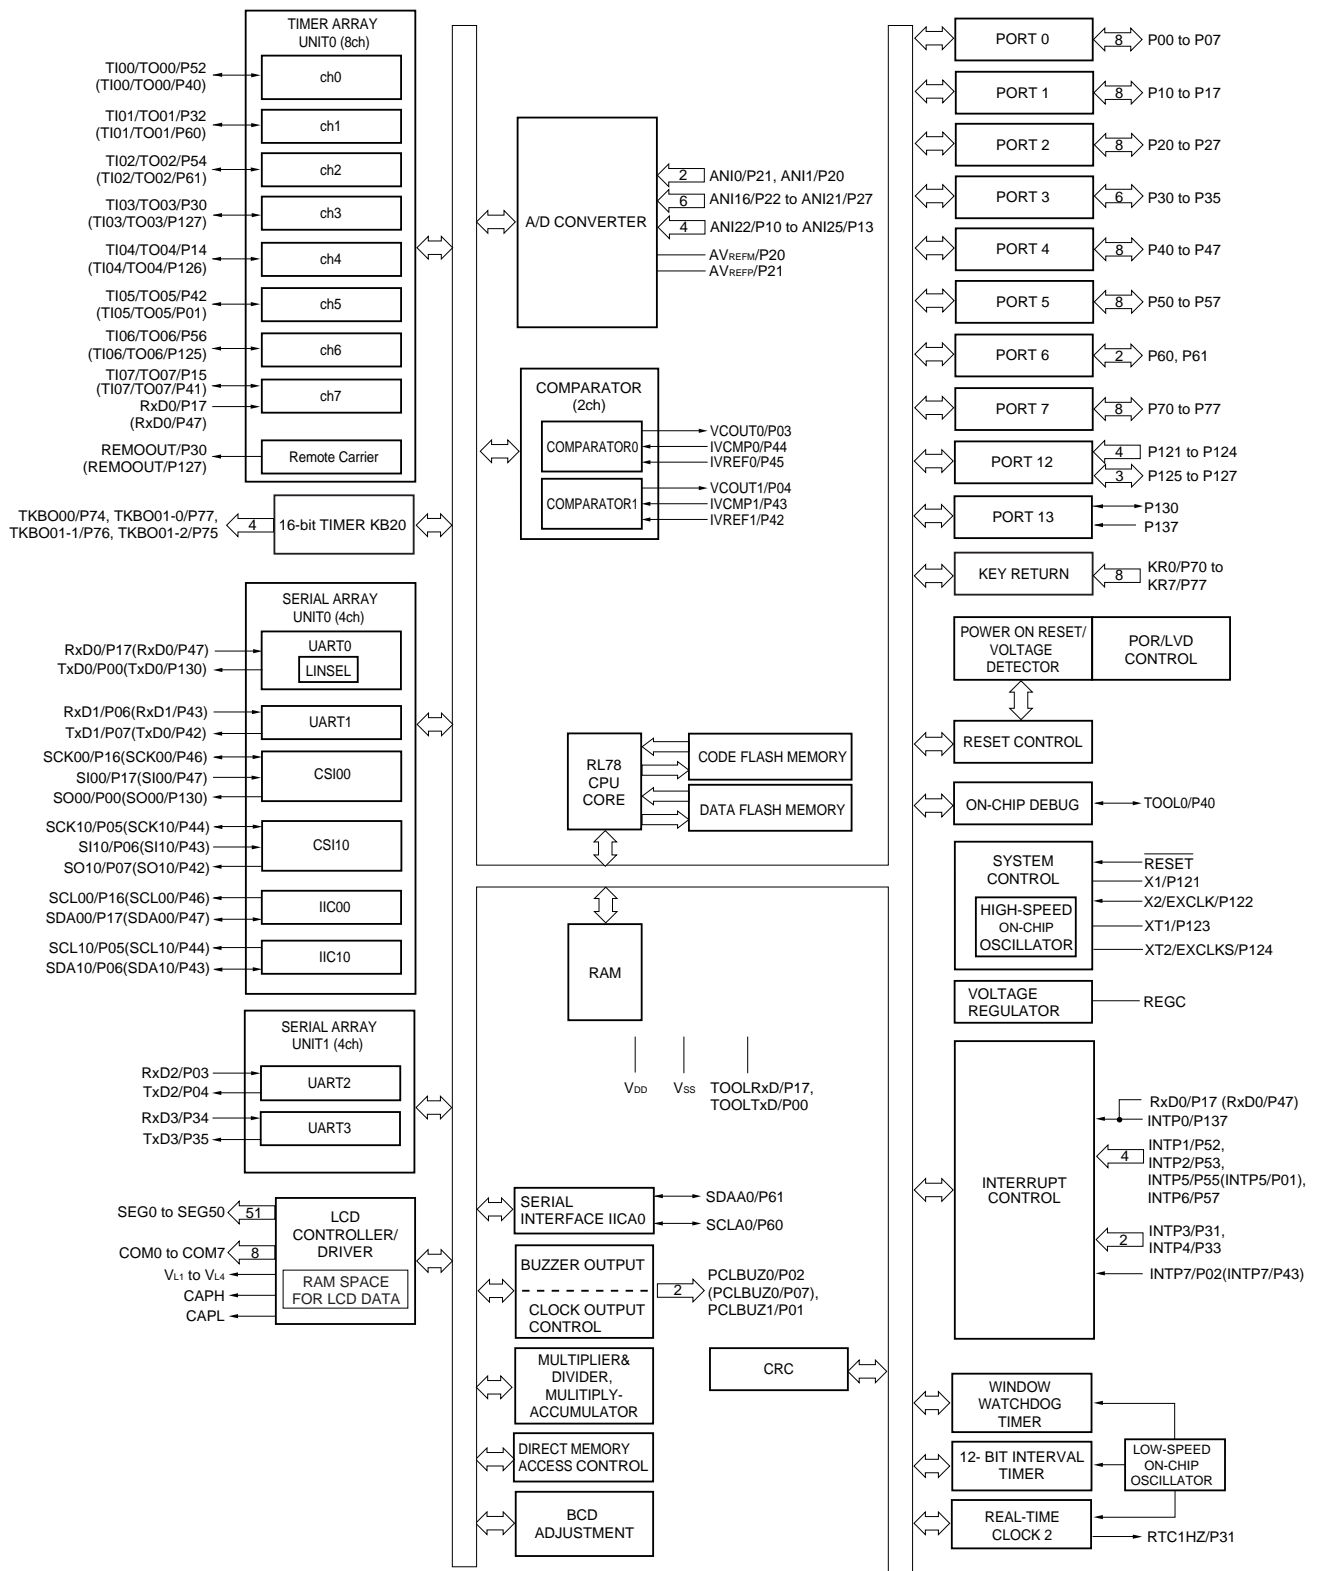 TIMER ARRAY
UNIT0 (8ch)
TI00/TO00/P52
(TI00/TO00/P40)
ch0
TI01/TO01/P32
(TI01/TO01/P60)
ch1
TI02/TO02/P54
(TI02/TO02/P61)
ch2
TI03/TO03/P30
(TI03/TO03/P127)
ch3
TI04/TO04/P14
(TI04/TO04/P126)
ch4
TI05/TO05/P42
(TI05/TO05/P01)
ch5
TI06/TO06/P56
(TI06/TO06/P125)
ch6
TI07/TO07/P15
(TI07/TO07/P41)
RxD0/P17
(RxD0/P47)
ch7
REMOOUT/P30
(REMOOUT/P127)
Remote Carrier
TKBO00/P74, TKBO01-0/P77,
TKBO01-1/P76, TKBO01-2/P75
4
16-bit TIMER KB20
SERIAL ARRAY
UNIT0 (4ch)
RxD0/P17(RxD0/P47)
TxD0/P00(TxD0/P130)
UART0
LINSEL
RxD1/P06(RxD1/P43)
TxD1/P07(TxD0/P42)
UART1
SCK00/P16(SCK00/P46)
SI00/P17(SI00/P47)
SO00/P00(SO00/P130)
CSI00
SCK10/P05(SCK10/P44)
SI10/P06(SI10/P43)
SO10/P07(SO10/P42)
CSI10
SCL00/P16(SCL00/P46)
SDA00/P17(SDA00/P47)
IIC00
SCL10/P05(SCL10/P44)
SDA10/P06(SDA10/P43)
IIC10
SERIAL ARRAY
UNIT1 (4ch)
RxD2/P03
TxD2/P04
UART2
RxD3/P34
TxD3/P35
UART3
SEG0 to SEG50
51
COM0 to COM7
8
VL1 to VL4
CAPH
CAPL
LCD
CONTROLLER/
DRIVER
RAM SPACE
FOR LCD DATA
A/D CONVERTER
2
ANI0/P21, ANI1/P20
6
ANI16/P22 to ANI21/P27
4
ANI22/P10 to ANI25/P13
AVREFM/P20
AVREFP/P21
COMPARATOR
(2ch)
COMPARATOR0
VCOUT0/P03
IVCMP0/P44
IVREF0/P45
COMPARATOR1
VCOUT1/P04
IVCMP1/P43
IVREF1/P42
RL78
CPU
CORE
CODE FLASH MEMORY
DATA FLASH MEMORY
RAM
VDD
VSS
TOOLRxD/P17,
TOOLTxD/P00
SERIAL
INTERFACE IICA0
SDAA0/P61
SCLA0/P60
BUZZER OUTPUT
CLOCK OUTPUT
CONTROL
2
PCLBUZ0/P02
(PCLBUZ0/P07),
PCLBUZ1/P01
MULTIPLIER&
DIVIDER,
MULITIPLY-
ACCUMULATOR
CRC
DIRECT MEMORY
ACCESS CONTROL
BCD
ADJUSTMENT
PORT 0
8
P00 to P07
PORT 1
8
P10 to P17
PORT 2
8
P20 to P27
PORT 3
6
P30 to P35
PORT 4
8
P40 to P47
PORT 5
8
P50 to P57
PORT 6
2
P60, P61
PORT 7
8
P70 to P77
PORT 12
4
P121 to P124
3
P125 to P127
PORT 13
P130
P137
KEY RETURN
8
KR0/P70 to
KR7/P77
POWER ON RESET/
VOLTAGE
DETECTOR
POR/LVD
CONTROL
RESET CONTROL
ON-CHIP DEBUG
TOOL0/P40
SYSTEM
CONTROL
HIGH-SPEED
ON-CHIP
OSCILLATOR
RESET
X1/P121
X2/EXCLK/P122
XT1/P123
XT2/EXCLKS/P124
VOLTAGE
REGULATOR
REGC
INTERRUPT
CONTROL
RxD0/P17 (RxD0/P47)
INTP0/P137
4
INTP1/P52,
INTP2/P53,
INTP5/P55(INTP5/P01),
INTP6/P57
2
INTP3/P31,
INTP4/P33
INTP7/P02(INTP7/P43)
WINDOW
WATCHDOG
TIMER
12- BIT INTERVAL
TIMER
LOW-SPEED
ON-CHIP
OSCILLATOR
REAL-TIME
CLOCK 2
RTC1HZ/P31